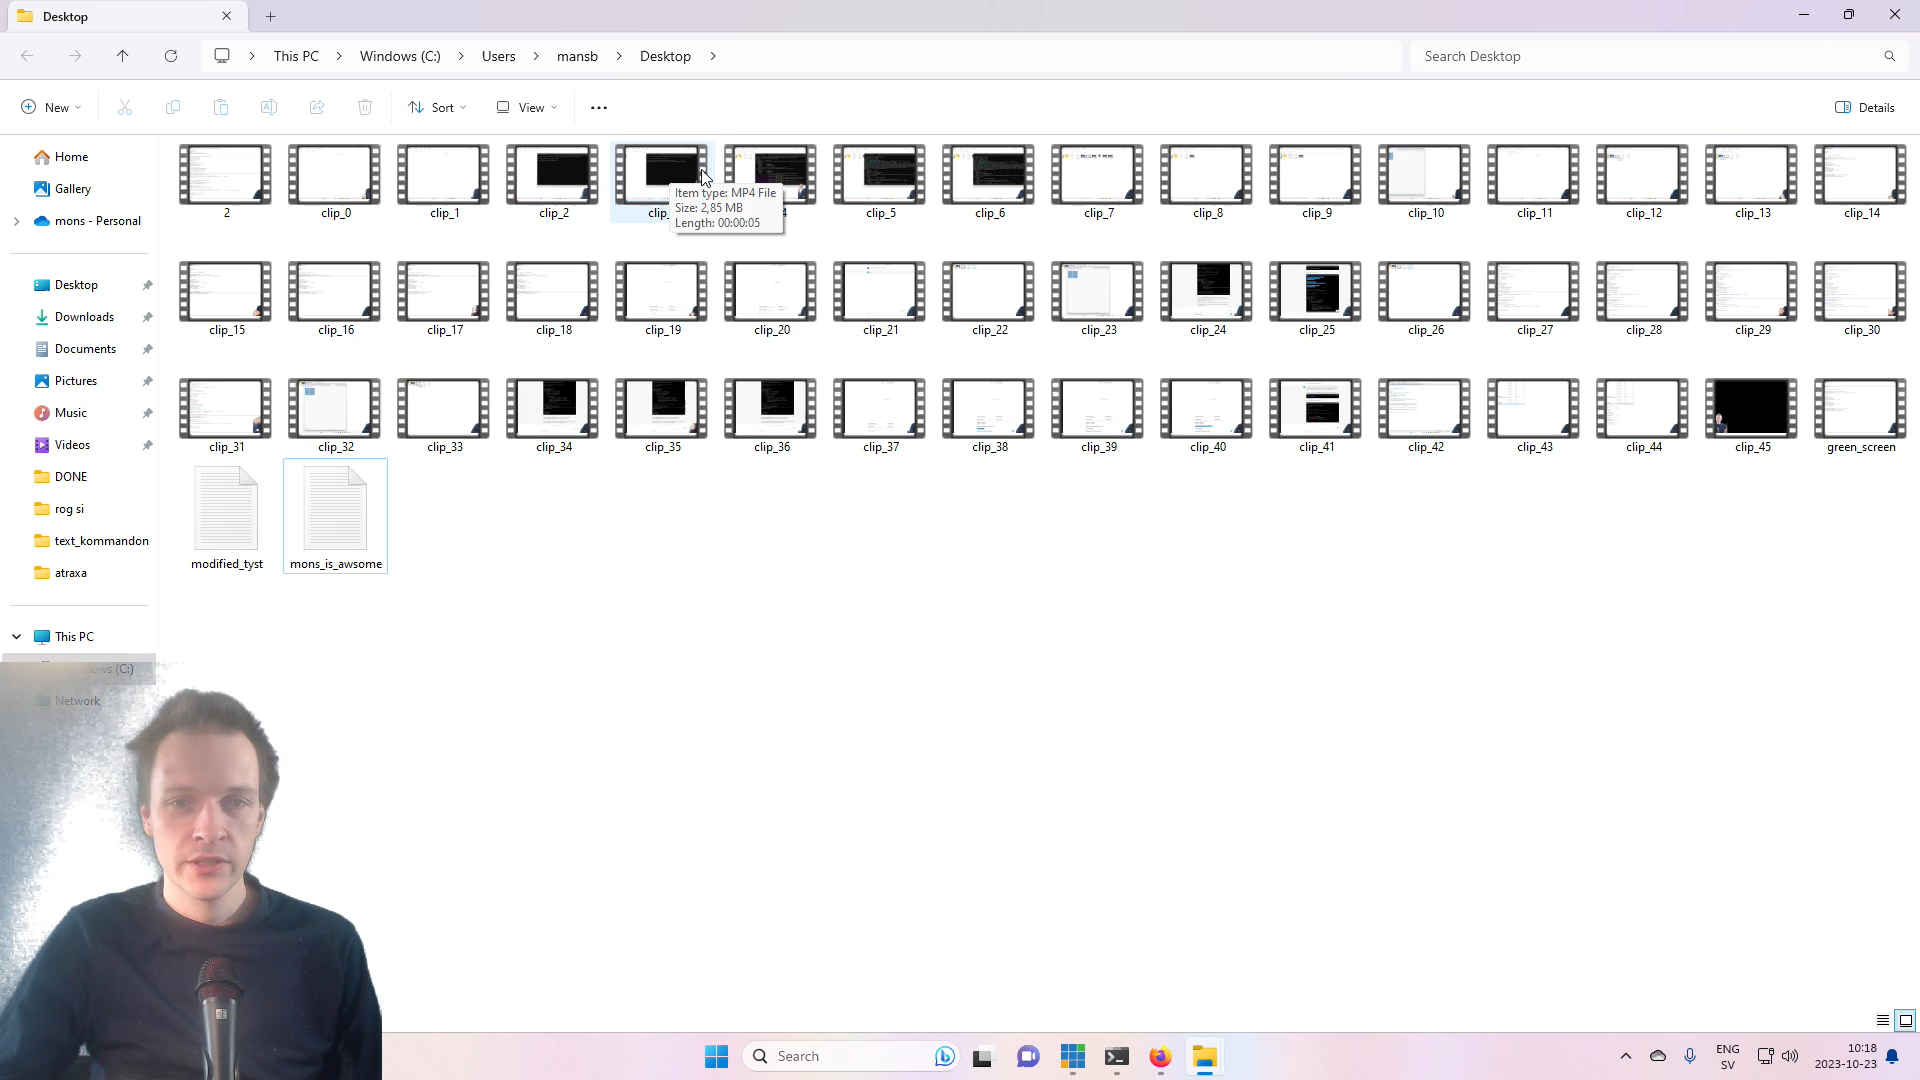 Desktop
This PC
Windows (C:)
Users
mansb
Desktop
Search Desktop
New
Sort
View
Details
Home
Gallery
mons - Personal
Desktop
Downloads
Documents
Pictures
Music
Videos
DONE
rog si
text_kommandon
atraxa
This PC
Network
2
clip_0
clip_1
clip_2
clip_
Item type: MP4 File
Size: 2,85 MB
Length: 00:00:05
4
clip_5
clip_6
clip_7
clip_8
clip_9
clip_10
clip_11
clip_12
clip_13
clip_14
clip_15
clip_16
clip_17
clip_18
clip_19
clip_20
clip_21
clip_22
clip_23
clip_24
clip_25
clip_26
clip_27
clip_28
clip_29
clip_30
clip_31
clip_32
clip_33
clip_34
clip_35
clip_36
clip_37
clip_38
clip_39
clip_40
clip_41
clip_42
clip_43
clip_44
clip_45
green_screen
modified_tyst
mons_is_awsome
Search
ENG
SV
10:18
2023-10-23